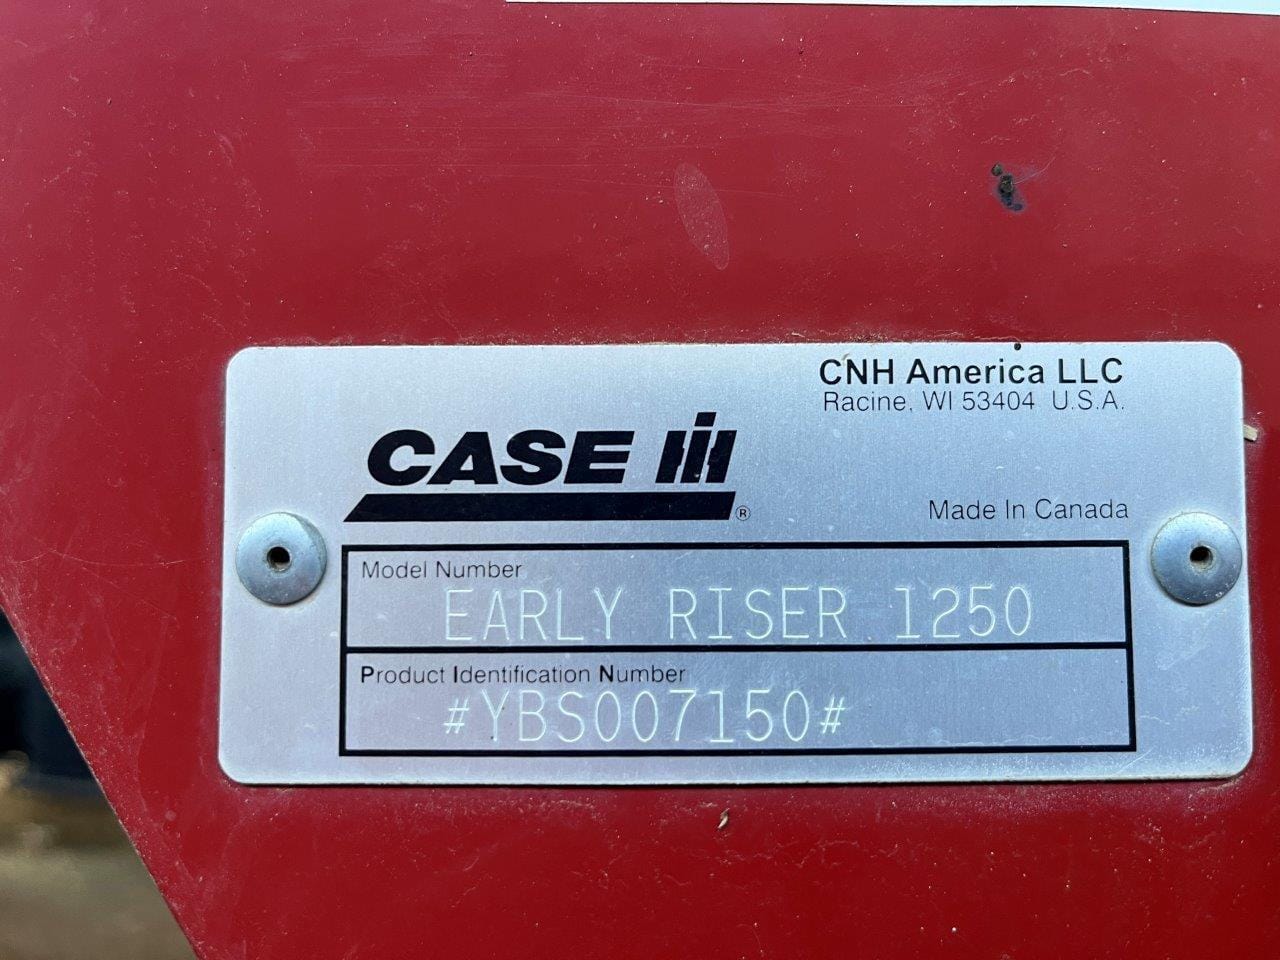 CNH America LLC
Racine, WI 53404 U.S.A.
CASE IH
®
Made In Canada
Model Number
EARLY RISER 1250
Product Identification Number
#YBS007150#